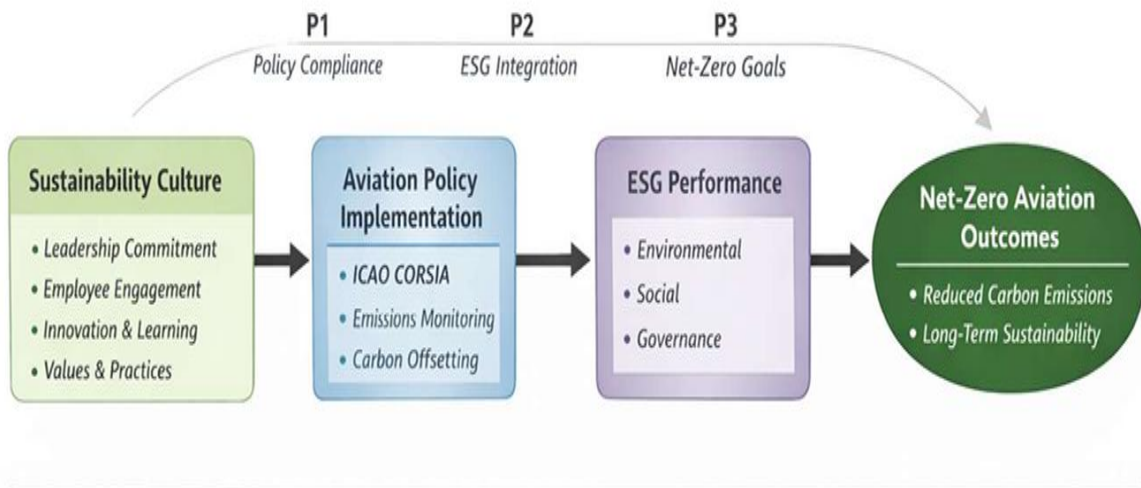 P1
Policy Compliance
P2
ESG Integration
P3
Net-Zero Goals
Sustainability Culture
• Leadership Commitment
• Employee Engagement
• Innovation & Learning
• Values & Practices
Aviation Policy
Implementation
• ICAO CORSIA
• Emissions Monitoring
• Carbon Offsetting
ESG Performance
• Environmental
• Social
• Governance
Net-Zero Aviation
Outcomes
• Reduced Carbon Emissions
• Long-Term Sustainability